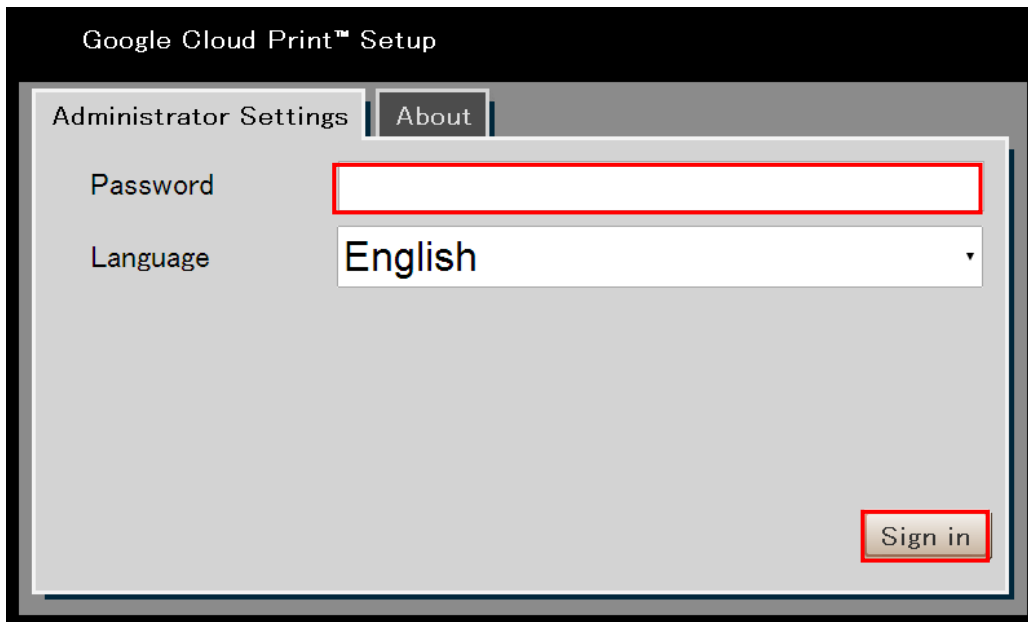 Google Cloud Print™ Setup
Administrator Settings About
Password
Language English
Sign in